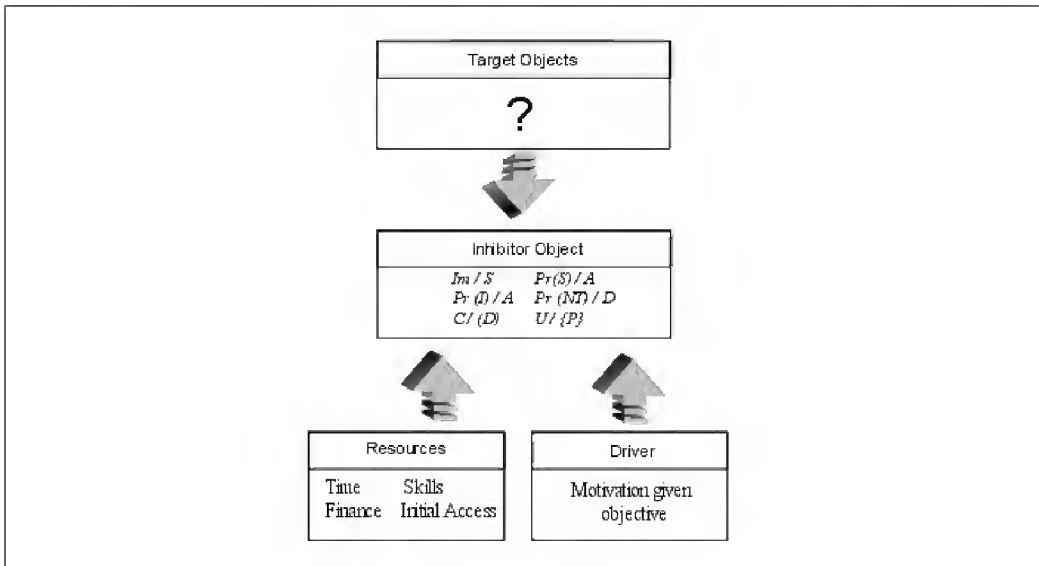 Target Objects
?
Inhibitor Object
Im / S Pr(S) / A
Pr (I) / A Pr (NT) / D
C / (D) U / {P}
Resources
Time Skills
Finance Initial Access
Driver
Motivation given
objective